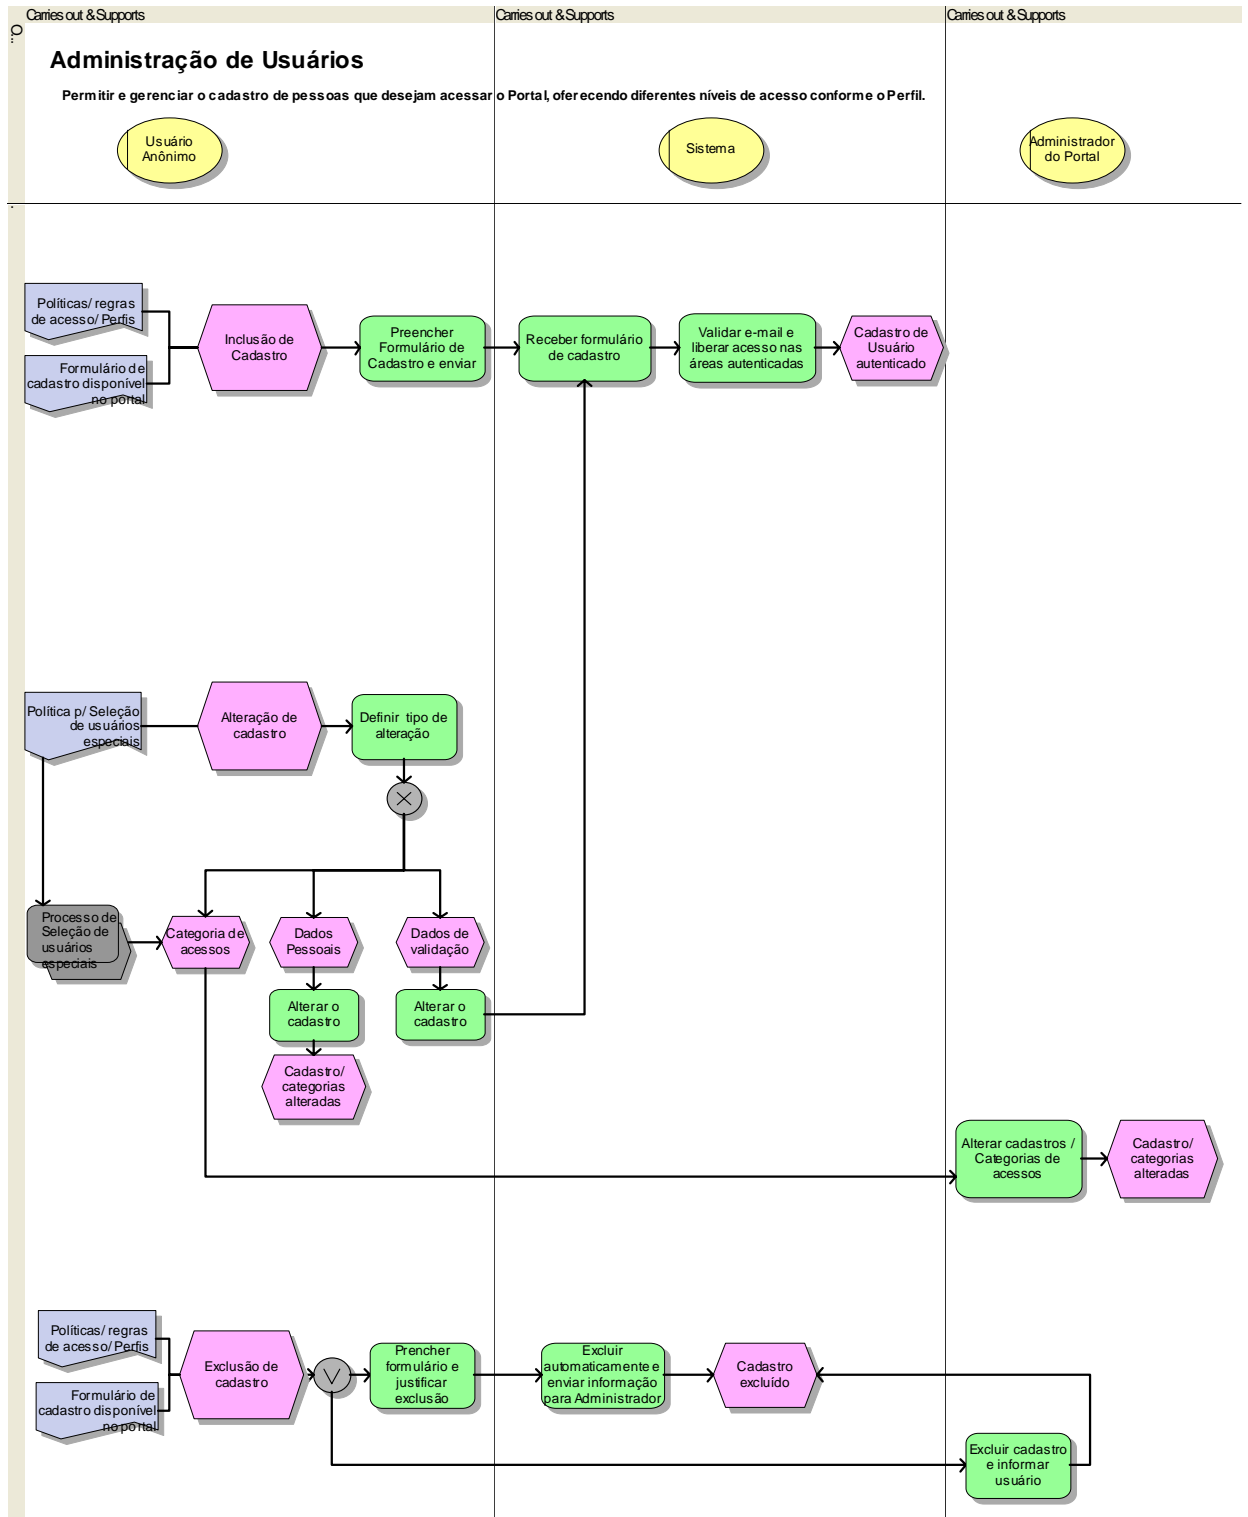 Carries out & Supports
Carries out & Supports
Carries out & Supports
O...
Administração de Usuários
Permitir e gerenciar o cadastro de pessoas que desejam acessar o Portal, oferecendo diferentes níveis de acesso conforme o Perfil.
Usuário
Anônimo
Sistema
Administrador
do Portal
Políticas/ regras
de acesso/ Perfis
Formulário de
cadastro disponível
no portal
Inclusão de
Cadastro
Preencher
Formulário de
Cadastro e enviar
Receber formulário
de cadastro
Validar e-mail e
liberar acesso nas
áreas autenticadas
Cadastro de
Usuário
autenticado
Política p/ Seleção
de usuários
especiais
Alteração de
cadastro
Definir tipo de
alteração
Processo de
Seleção de
usuários
especiais
Categoria de
acessos
Dados
Pessoais
Dados de
validação
Alterar o
cadastro
Alterar o
cadastro
Cadastro/
categorias
alteradas
Alterar cadastros /
Categorias de
acessos
Cadastro/
categorias
alteradas
Políticas/ regras
de acesso/ Perfis
Formulário de
cadastro disponível
no portal
Exclusão de
cadastro
Prencher
formulário e
justificar
exclusão
Excluir
automaticamente e
enviar informação
para Administrador
Cadastro
excluído
Excluir cadastro
e informar
usuário